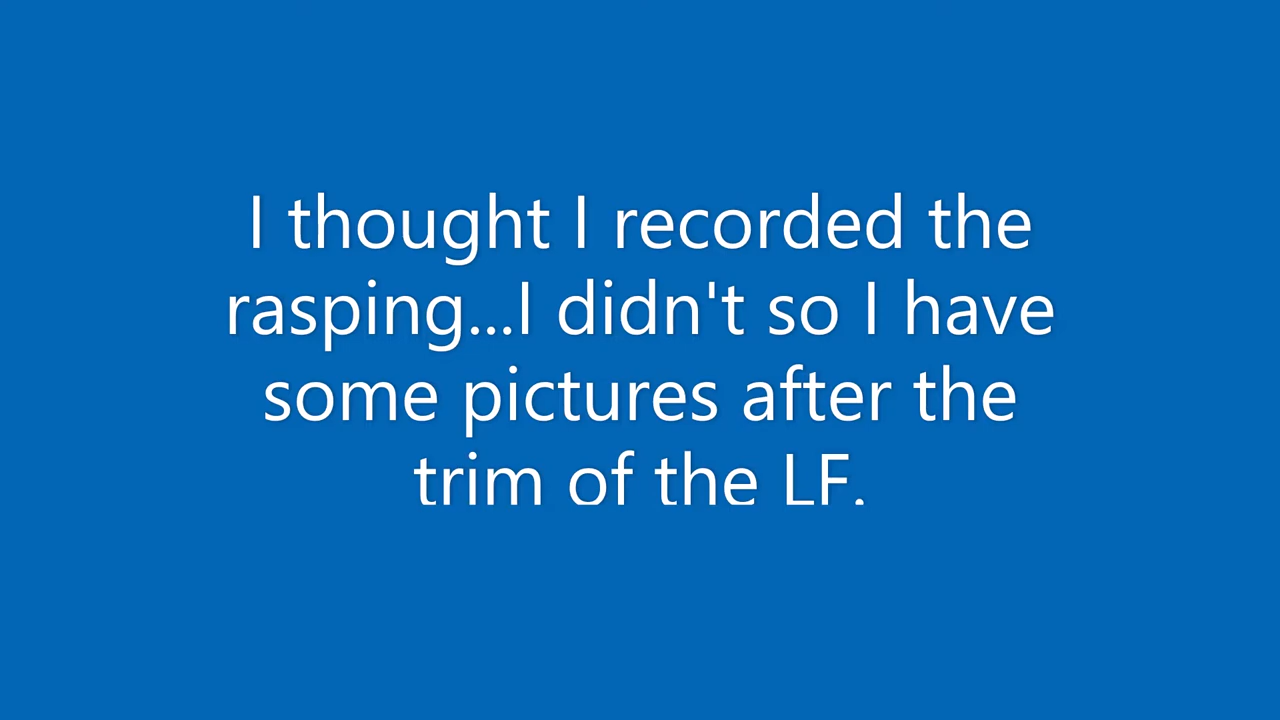 I thought I recorded the
rasping...I didn't so I have
some pictures after the
trim of the LF.